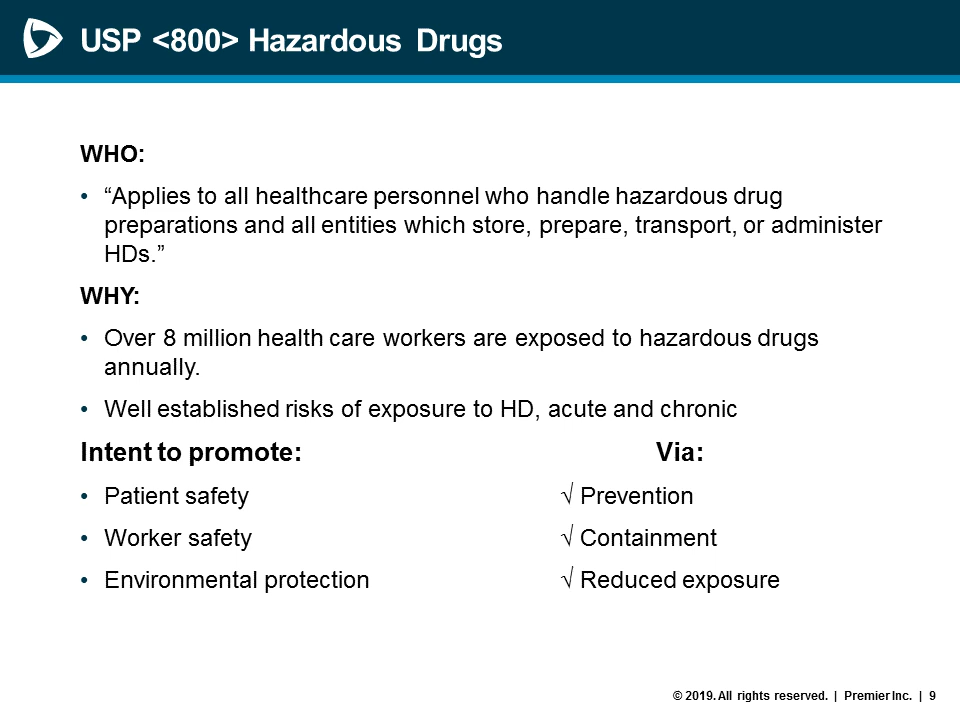 USP <800> Hazardous Drugs
WHO:
• “Applies to all healthcare personnel who handle hazardous drug
preparations and all entities which store, prepare, transport, or administer
HDs.”
WHY:
• Over 8 million health care workers are exposed to hazardous drugs
annually.
• Well established risks of exposure to HD, acute and chronic
Intent to promote: Via:
• Patient safety √ Prevention
• Worker safety √ Containment
• Environmental protection √ Reduced exposure
© 2019. All rights reserved. | Premier Inc. | 9